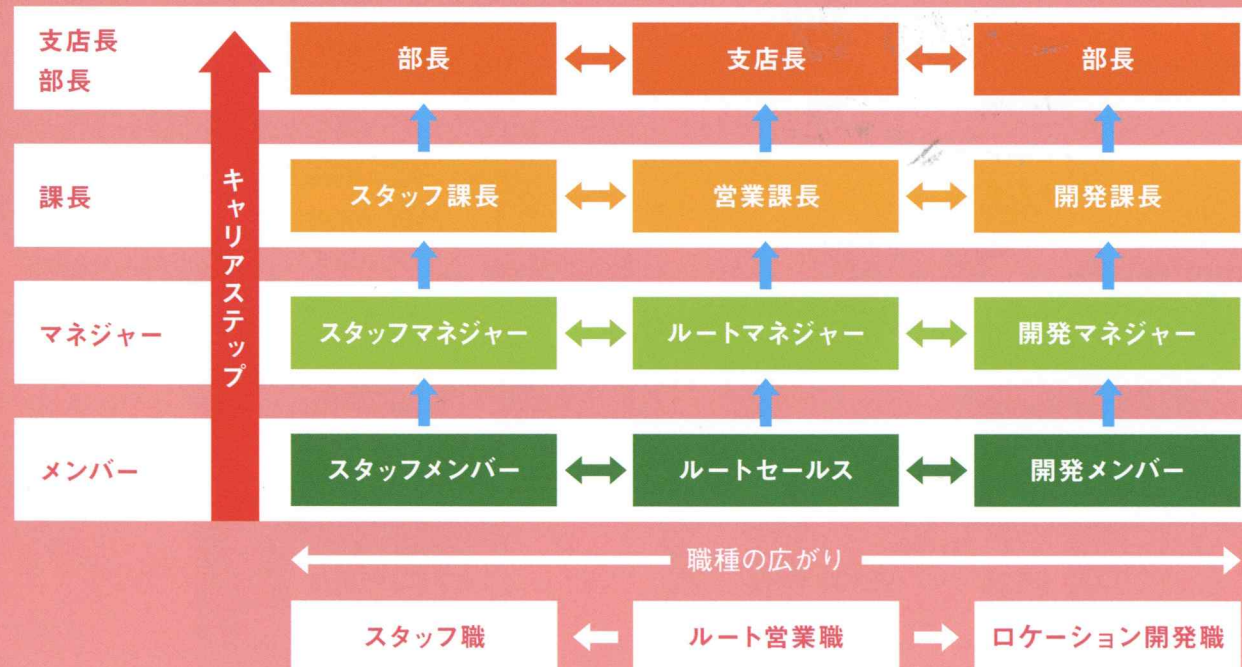 支店長
部長
部長
支店長
部長
キャリアステップ
課長
スタッフ課長
営業課長
開発課長
マネジャー
スタッフマネジャー
ルートマネジャー
開発マネジャー
メンバー
スタッフメンバー
ルートセールス
開発メンバー
職種の広がり
スタッフ職
ルート営業職
ロケーション開発職